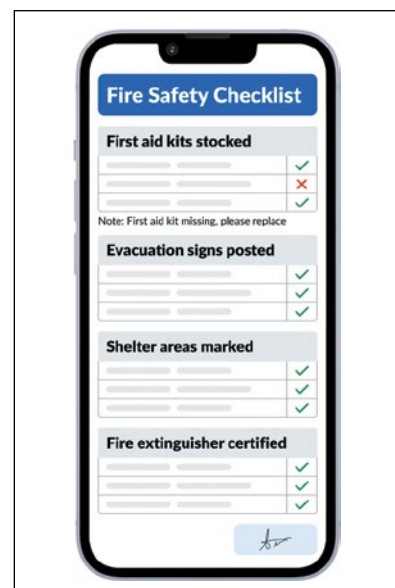 Fire Safety Checklist
First aid kits stocked
Note: First aid kit missing, please replace
Evacuation signs posted
Shelter areas marked
Fire extinguisher certified